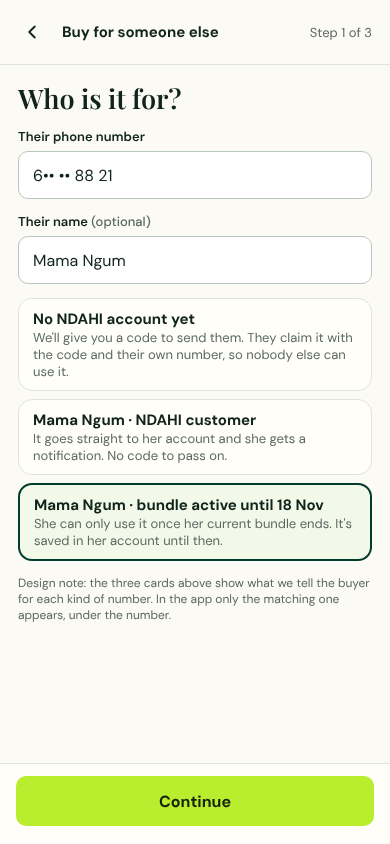 Buy for someone else
Step 1 of 3
Who is it for?
Their phone number
6•• •• 88 21
Their name (optional)
Mama Ngum
No NDAHI account yet
We'll give you a code to send them. They claim it with
the code and their own number, so nobody else can
use it.
Mama Ngum · NDAHI customer
It goes straight to her account and she gets a
notification. No code to pass on.
Mama Ngum · bundle active until 18 Nov
She can only use it once her current bundle ends. It's
saved in her account until then.
Design note: the three cards above show what we tell the buyer
for each kind of number. In the app only the matching one
appears, under the number.
Continue